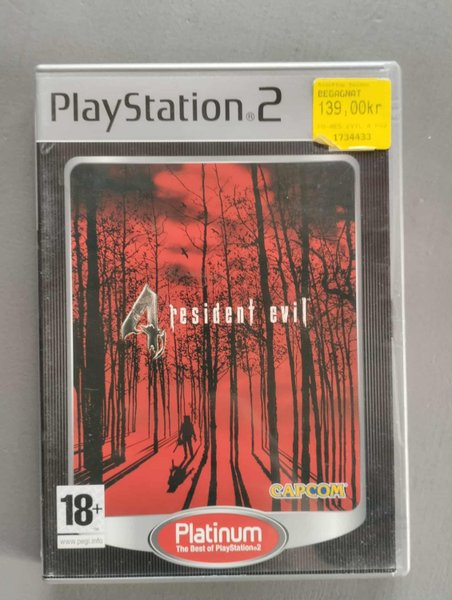 PlayStation®2
BEGAGNAT
139,00kr
1734433
4 resident evil
CAPCOM®
18+
www.pegi.info
Platinum
The Best of PlayStation®2